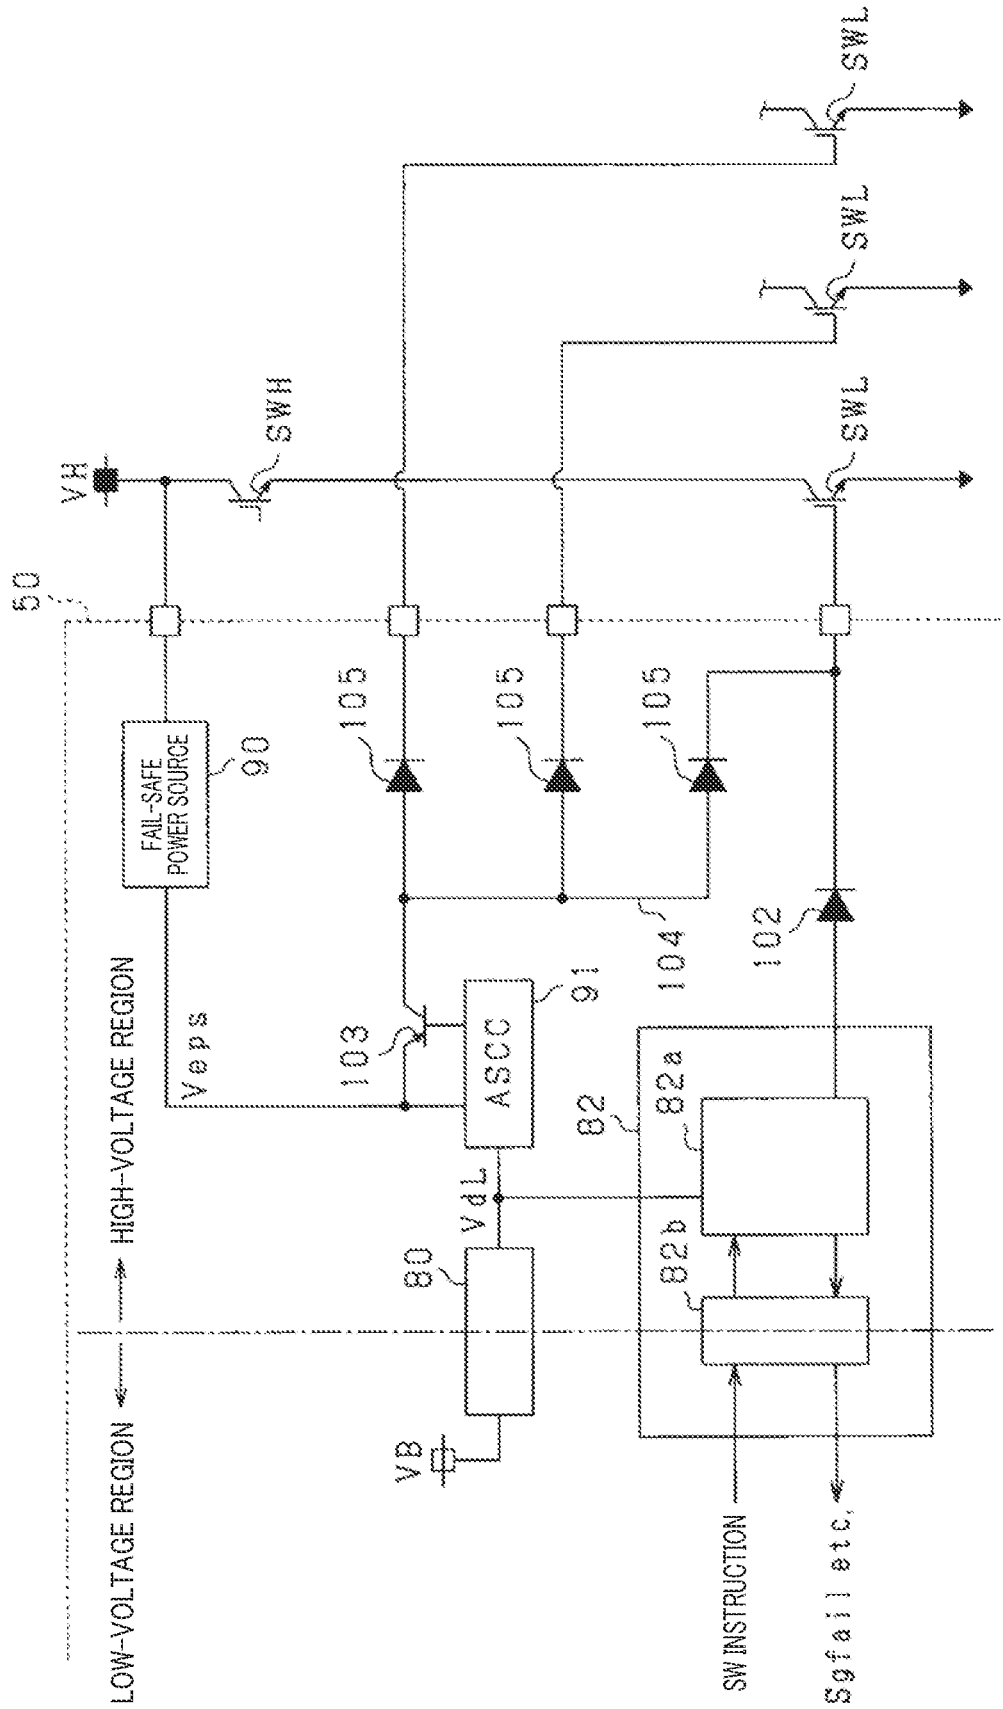 LOW-VOLTAGE REGION
HIGH-VOLTAGE REGION
50
VH
FAIL-SAFE
POWER SOURCE
90
Veps
SWH
103
105
105
105
104
ASCC
91
VB
80
VdL
82
82a
82b
102
SW INSTRUCTION
Sgfail etc.
SWL
SWL
SWL